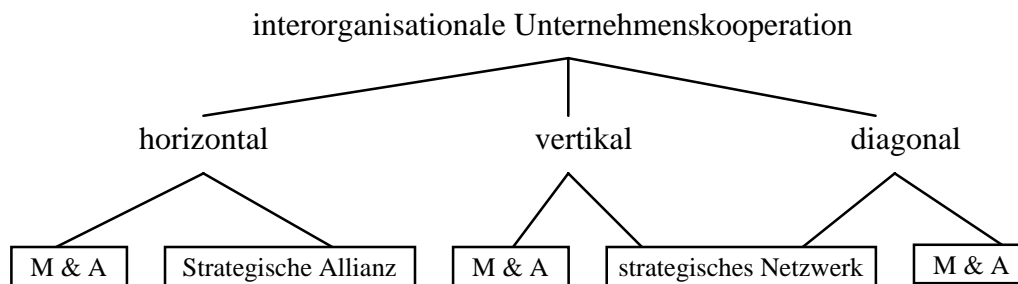 interorganisationale Unternehmenskooperation
horizontal vertikal diagonal
M & A Strategische Allianz M & A strategisches Netzwerk M & A